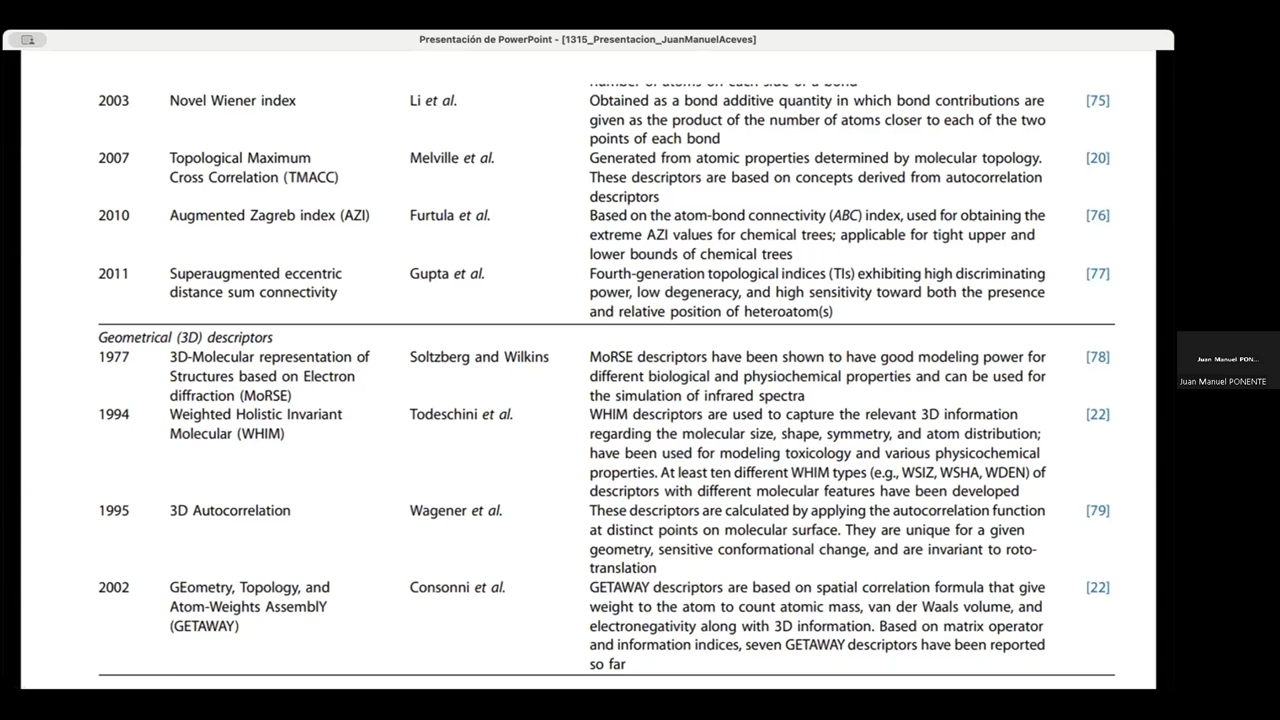 Presentación de PowerPoint - [1315_Presentacion_JuanManuelAceves]
number of atoms on each side of a bond
2003 Novel Wiener index Li et al. Obtained as a bond additive quantity in which bond contributions are [75]
given as the product of the number of atoms closer to each of the two
points of each bond
2007 Topological Maximum Melville et al. Generated from atomic properties determined by molecular topology. [20]
Cross Correlation (TMACC) These descriptors are based on concepts derived from autocorrelation
descriptors
2010 Augmented Zagreb index (AZI) Furtula et al. Based on the atom-bond connectivity (ABC) index, used for obtaining the [76]
extreme AZI values for chemical trees; applicable for tight upper and
lower bounds of chemical trees
2011 Superaugmented eccentric Gupta et al. Fourth-generation topological indices (TIs) exhibiting high discriminating [77]
distance sum connectivity power, low degeneracy, and high sensitivity toward both the presence
and relative position of heteroatom(s)
Geometrical (3D) descriptors
1977 3D-Molecular representation of Soltzberg and Wilkins MoRSE descriptors have been shown to have good modeling power for [78]
Structures based on Electron different biological and physiochemical properties and can be used for
diffraction (MoRSE) the simulation of infrared spectra
1994 Weighted Holistic Invariant Todeschini et al. WHIM descriptors are used to capture the relevant 3D information [22]
Molecular (WHIM) regarding the molecular size, shape, symmetry, and atom distribution;
have been used for modeling toxicology and various physicochemical
properties. At least ten different WHIM types (e.g., WSIZ, WSHA, WDEN) of
descriptors with different molecular features have been developed
1995 3D Autocorrelation Wagener et al. These descriptors are calculated by applying the autocorrelation function [79]
at distinct points on molecular surface. They are unique for a given
geometry, sensitive conformational change, and are invariant to roto-
translation
2002 GEometry, Topology, and Consonni et al. GETAWAY descriptors are based on spatial correlation formula that give [22]
Atom-Weights AssemblY weight to the atom to count atomic mass, van der Waals volume, and
(GETAWAY) electronegativity along with 3D information. Based on matrix operator
and information indices, seven GETAWAY descriptors have been reported
so far
Juan Manuel PON...
Juan Manuel PONENTE